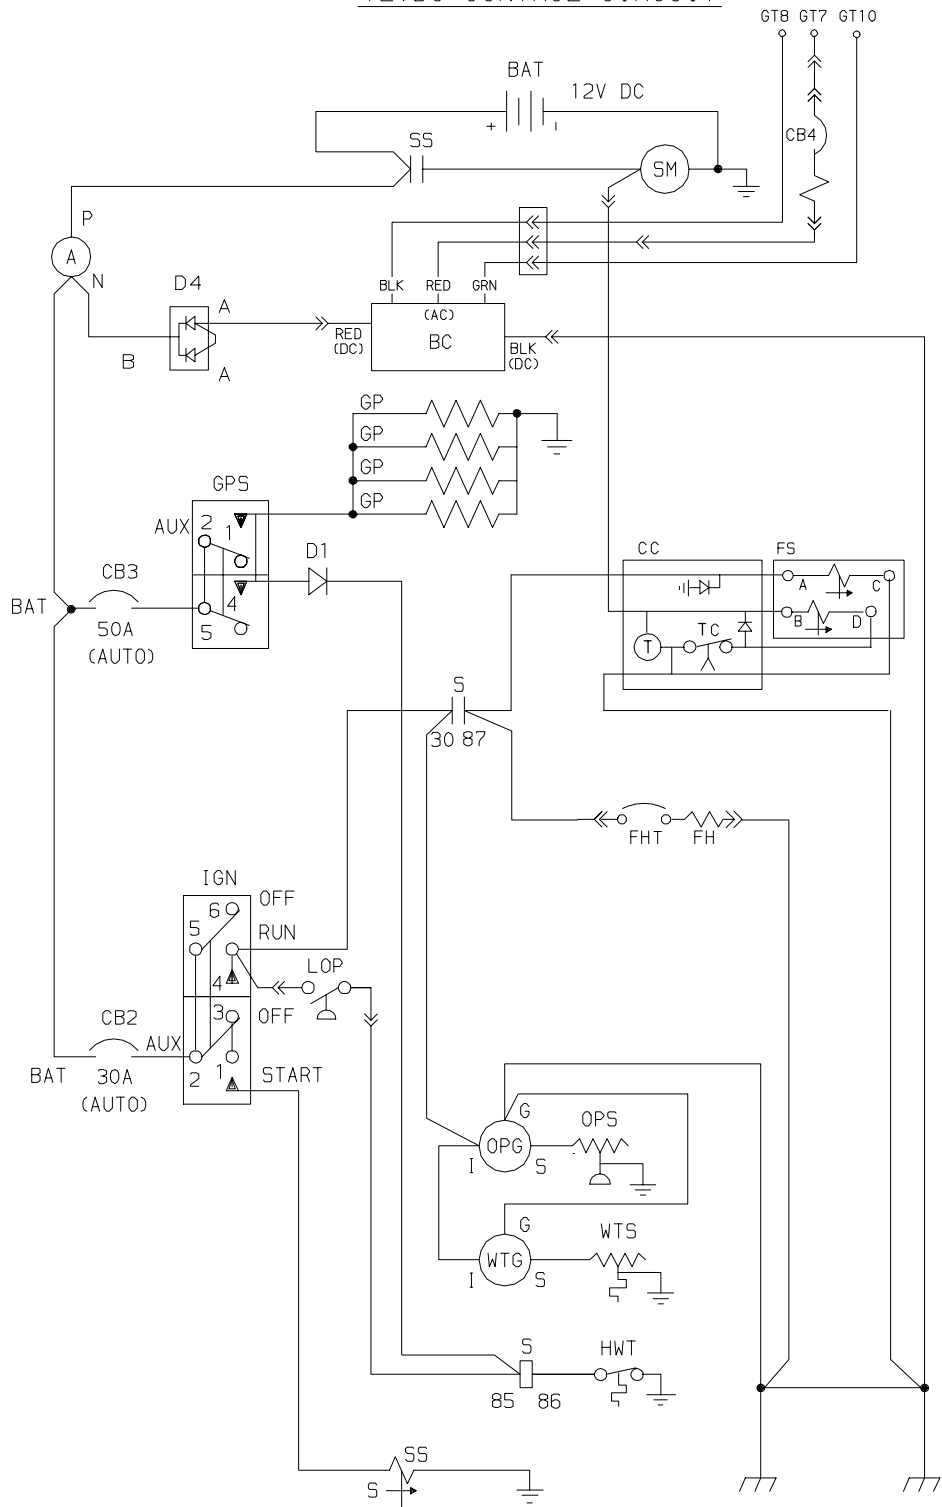 GT8 GT7 GT10
BAT
12V DC
+
SS
CB4
SM
P
A
N
D4
A
B
A
BLK RED GRN
(AC)
RED
(DC)
BC
BLK
(DC)
GP
GP
GP
GP
GPS
AUX 2 1
D1
CC
FS
A C
CB3
BAT
4
5
50A
(AUTO)
B D
T
TC
S
30 87
FHT FH
IGN
6 OFF
5
RUN
4
LOP
3 OFF
CB2
AUX
BAT
30A
(AUTO)
2 1
START
G
OPS
OPG
I S
G
WTS
WTG
I S
S
HWT
85 86
SS
S